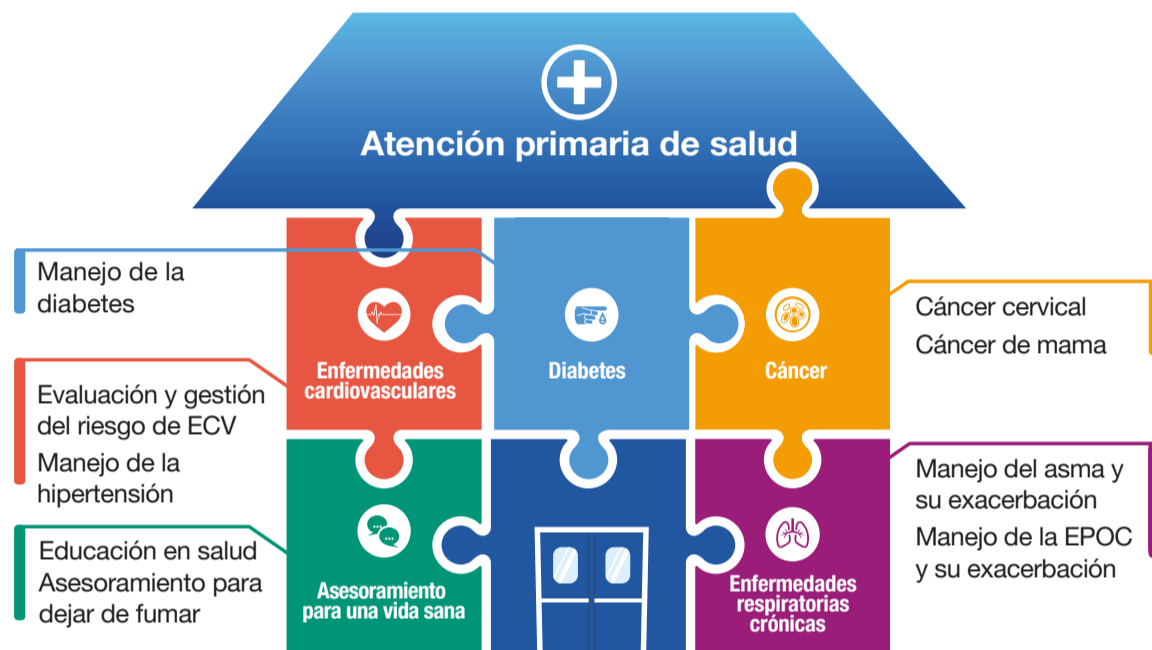 Atención primaria de salud
Manejo de la
diabetes
Evaluación y gestión
del riesgo de ECV
Manejo de la
hipertensión
Educación en salud
Asesoramiento para
dejar de fumar
Enfermedades
cardiovasculares
Diabetes
Cáncer
Asesoramiento
para una vida sana
Enfermedades
respiratorias
crónicas
Cáncer cervical
Cáncer de mama
Manejo del asma y
su exacerbación
Manejo de la EPOC
y su exacerbación